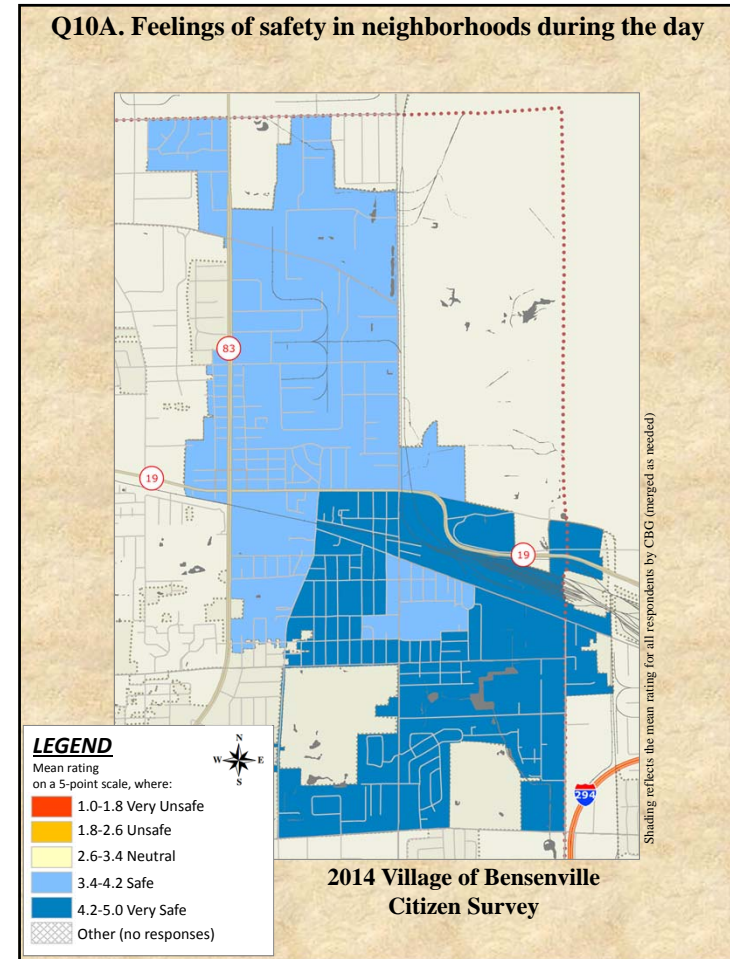 Q10A. Feelings of safety in neighborhoods during the day
83
19
19
294
Shading reflects the mean rating for all respondents by CBG (merged as needed)
LEGEND
Mean rating
on a 5-point scale, where:
N
W E
S
1.0-1.8 Very Unsafe
1.8-2.6 Unsafe
2.6-3.4 Neutral
3.4-4.2 Safe
4.2-5.0 Very Safe
Other (no responses)
2014 Village of Bensenville
Citizen Survey